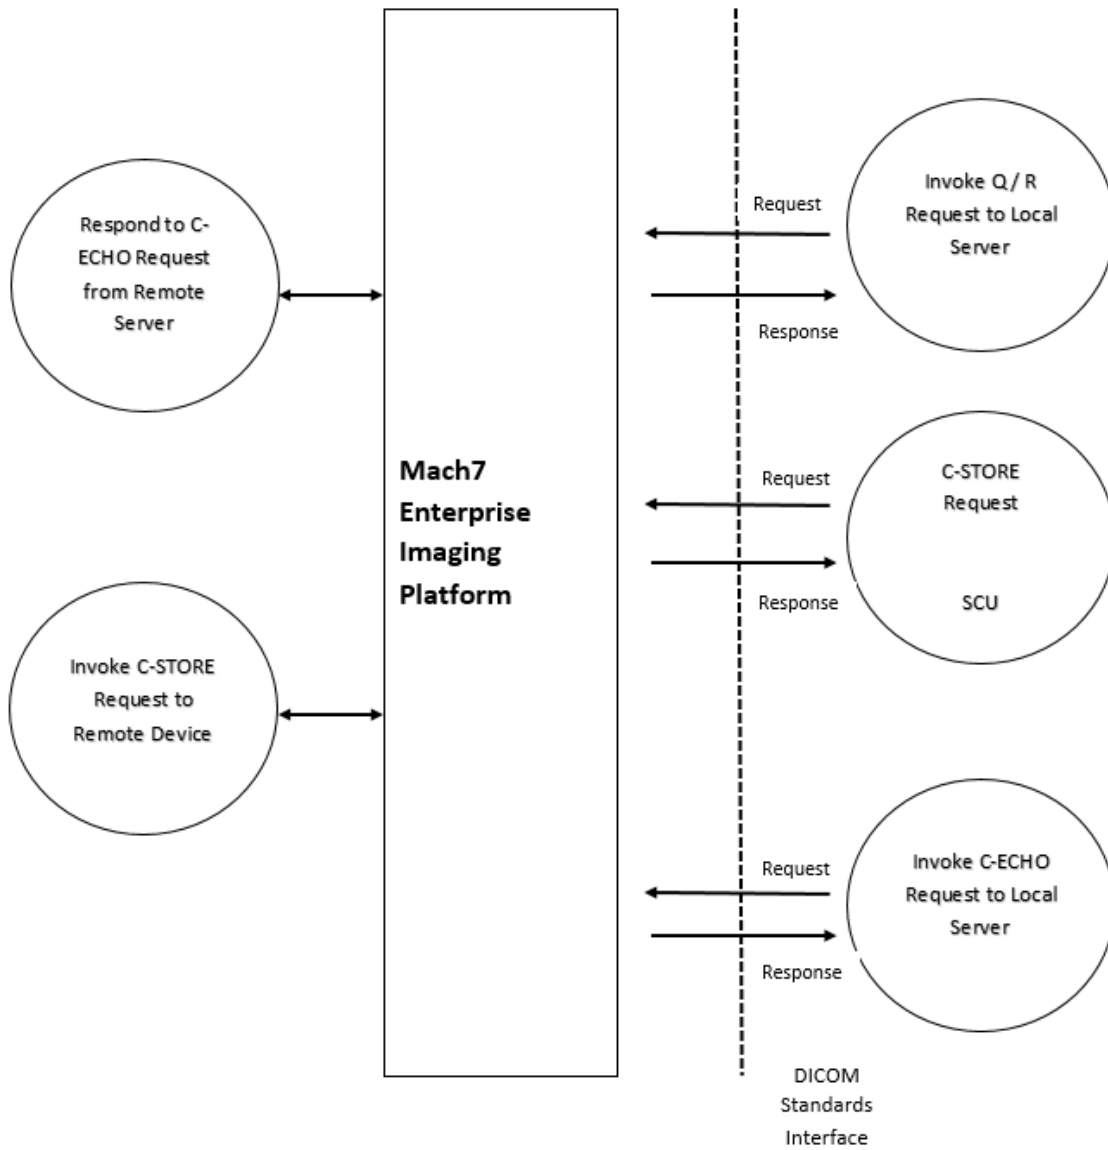 Respond to C-
ECHO Request
from Remote
Server
Invoke C-STORE
Request to
Remote Device
Mach7
Enterprise
Imaging
Platform
Request
Response
Invoke Q / R
Request to Local
Server
Request
Response
C-STORE
Request
SCU
Request
Response
Invoke C-ECHO
Request to Local
Server
DICOM
Standards
Interface